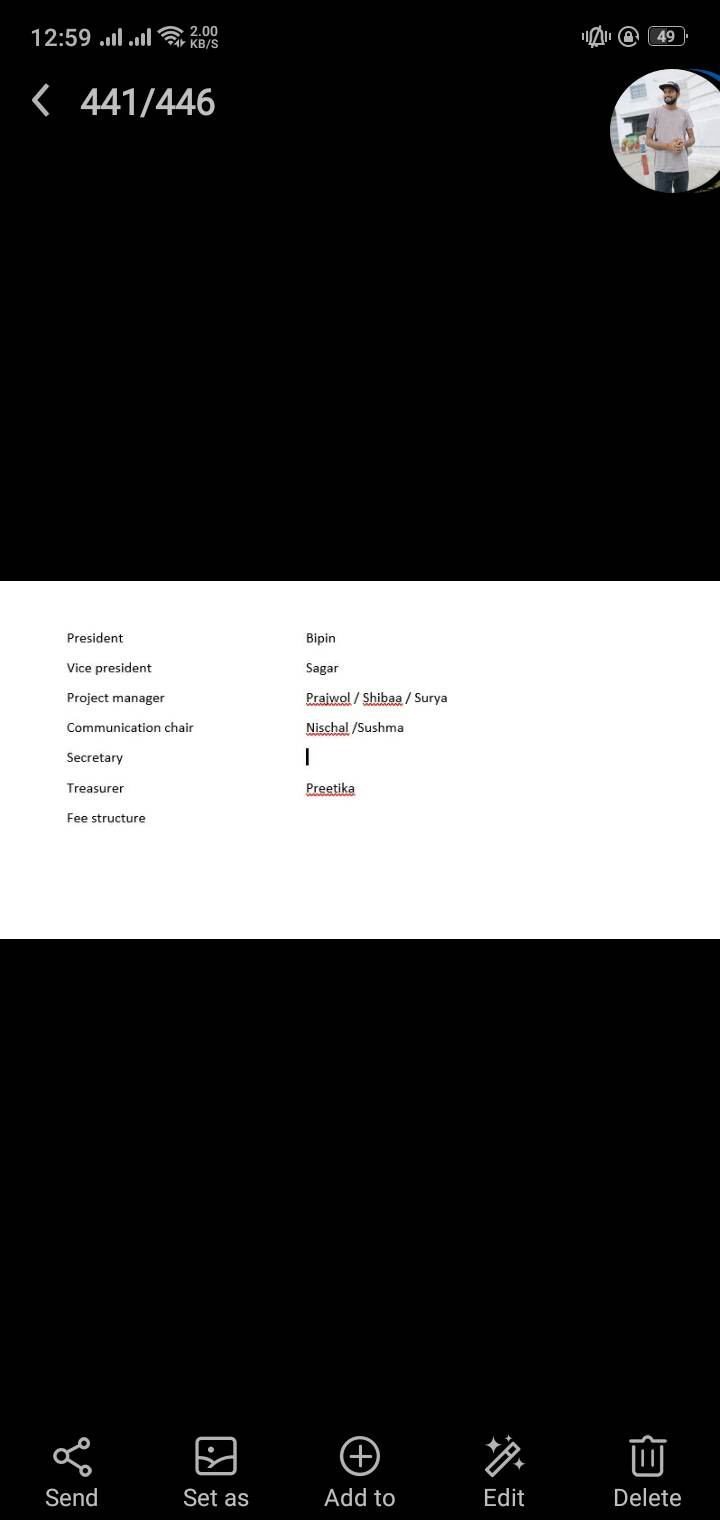 12:59 2.00 KB/S 49
441/446
President Bipin
Vice president Sagar
Project manager Prajwol / Shibaa / Surya
Communication chair Nischal /Sushma
Secretary
Treasurer Preetika
Fee structure
Send Set as Add to Edit Delete